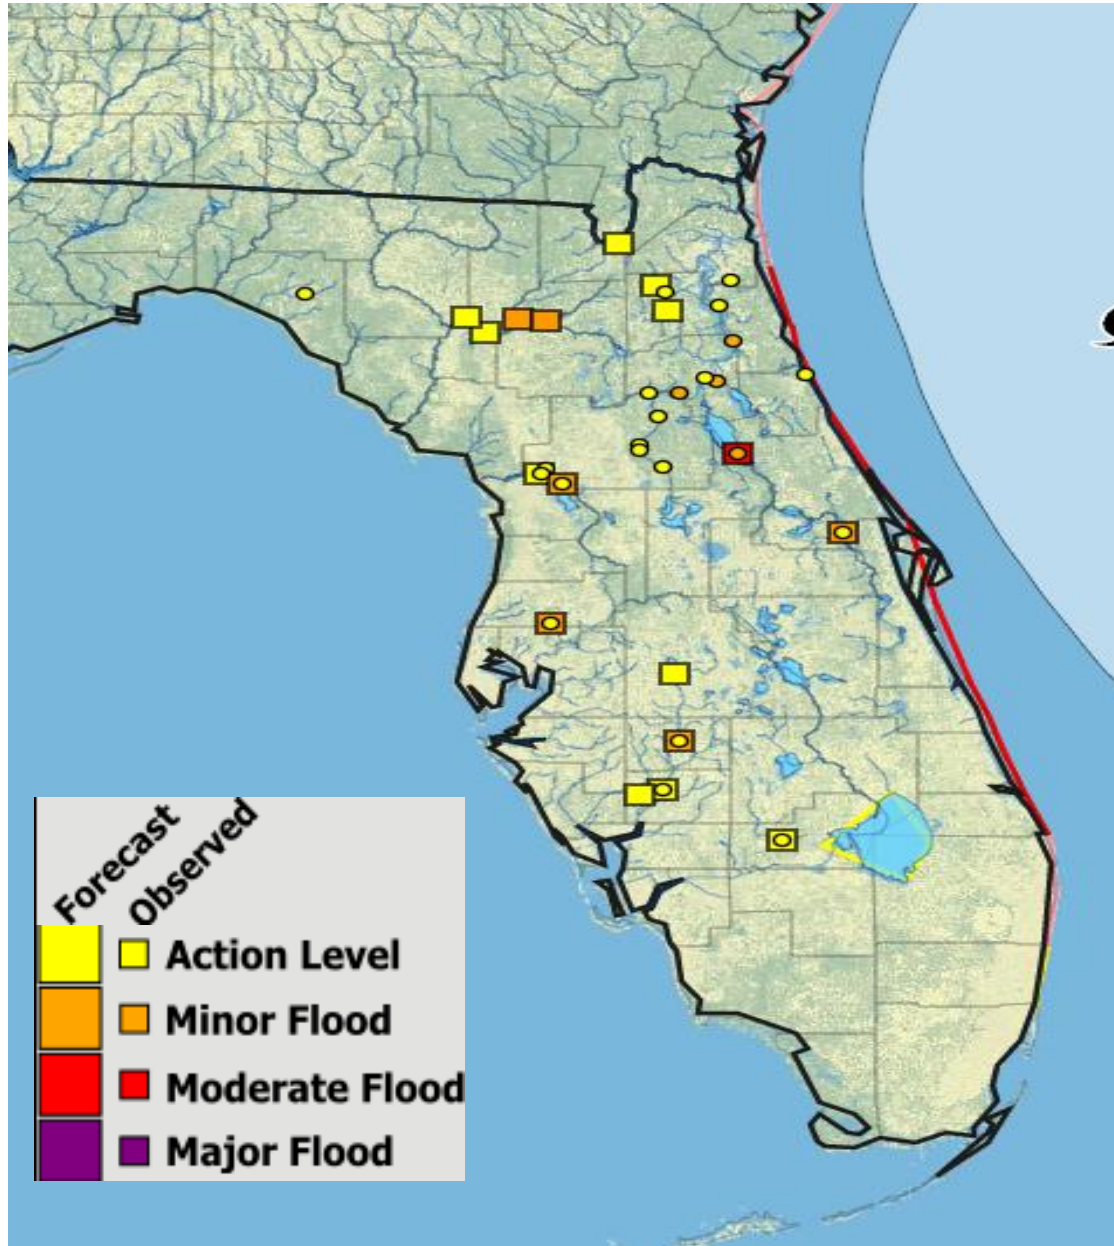 Forecast
Observed
Action Level
Minor Flood
Moderate Flood
Major Flood